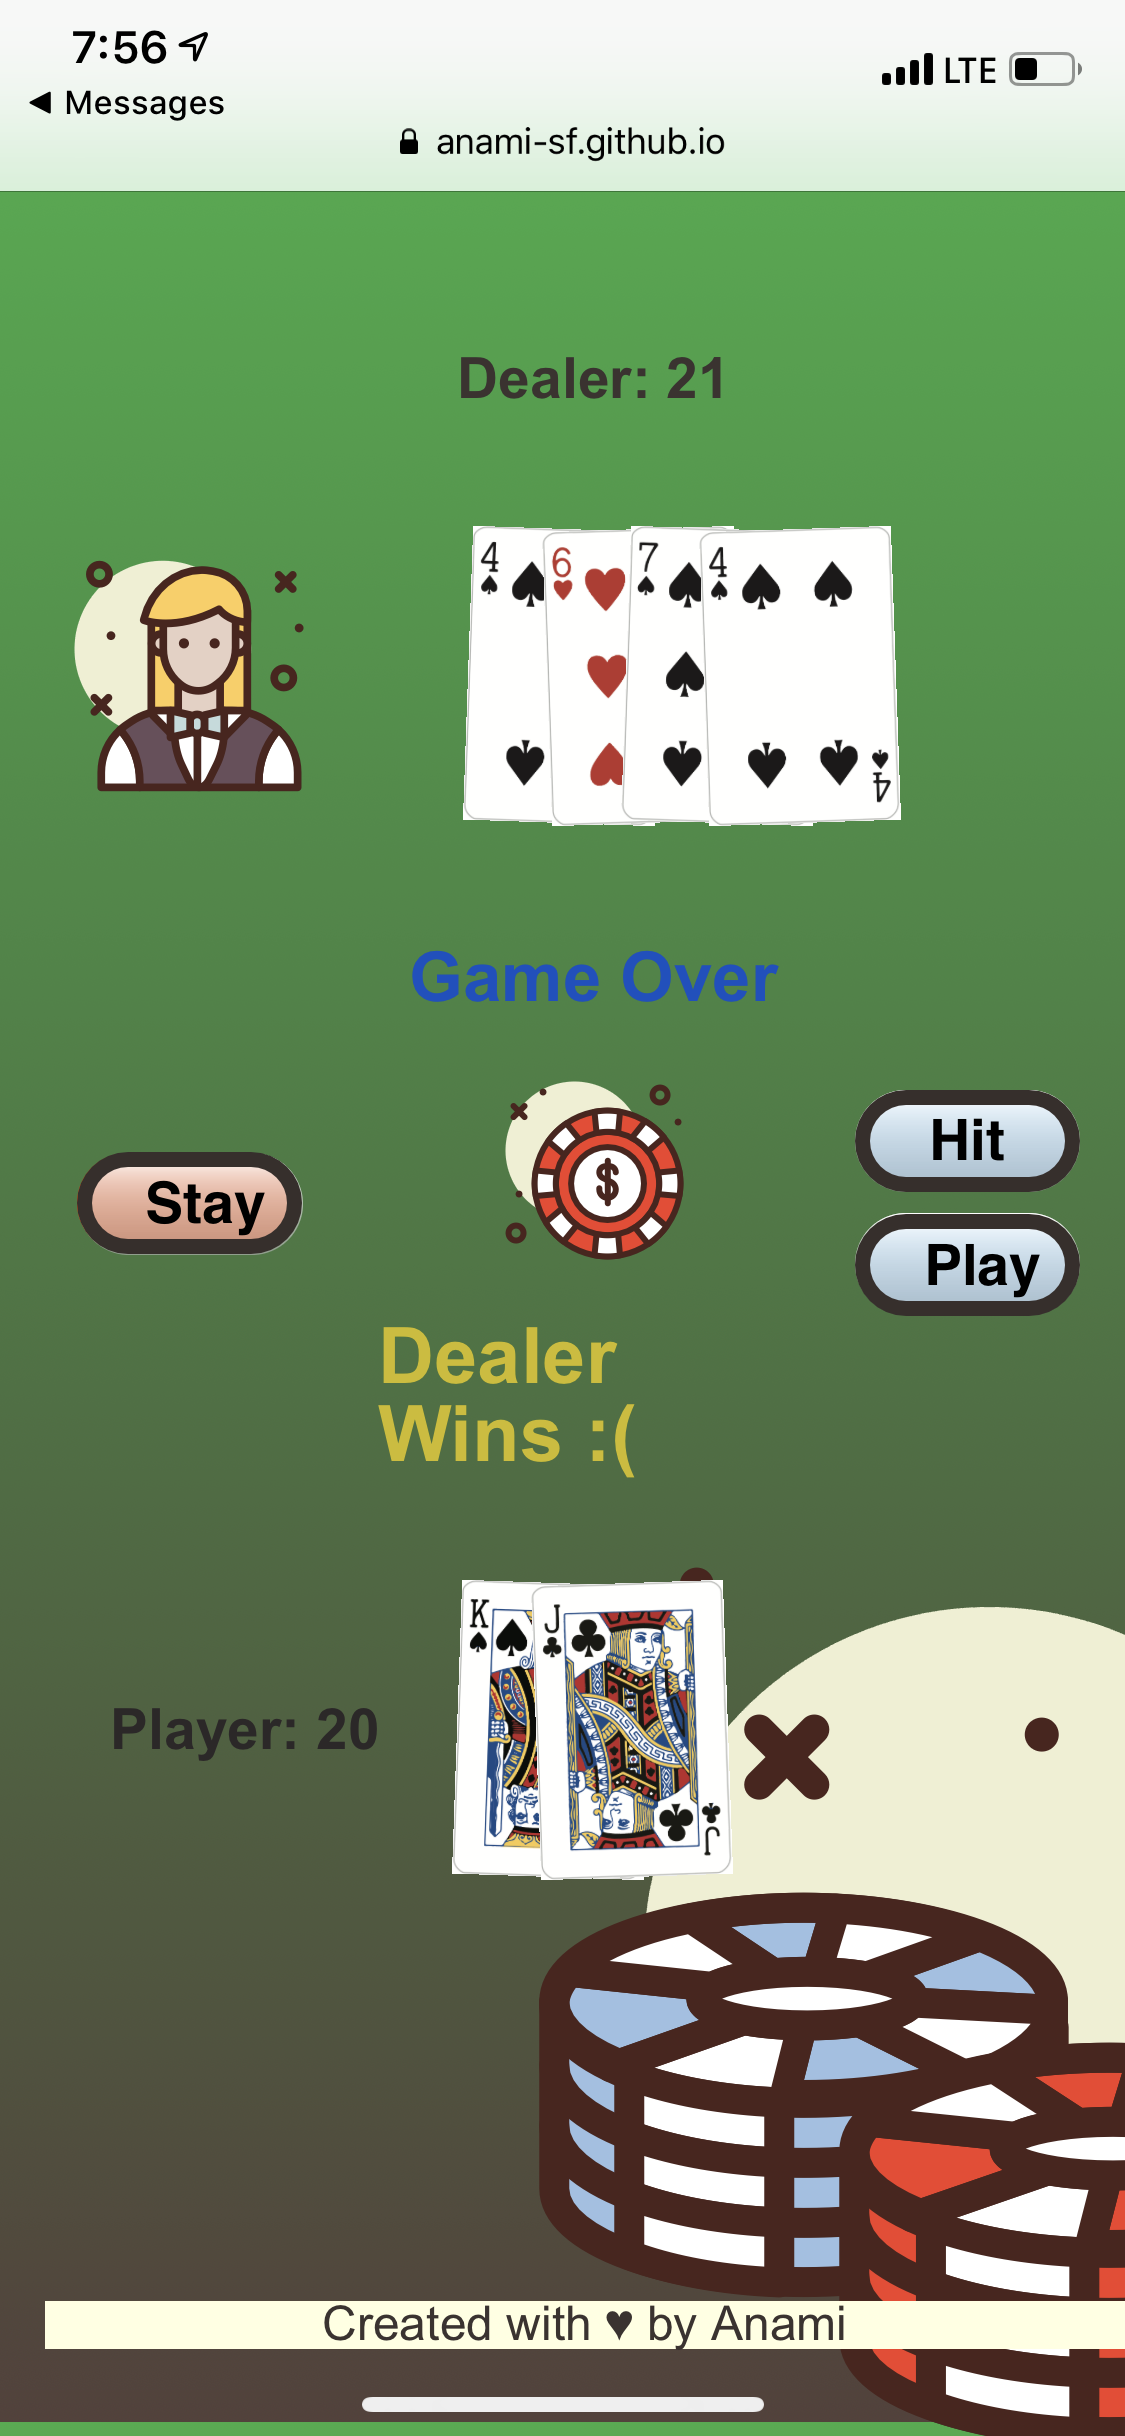 7:56
LTE
◀ Messages
anami-sf.github.io
Dealer: 21
4 6 7 4
4
Game Over
Hit
Stay
$
Play
Dealer
Wins :(
K J
Player: 20
J
Created with ♥ by Anami